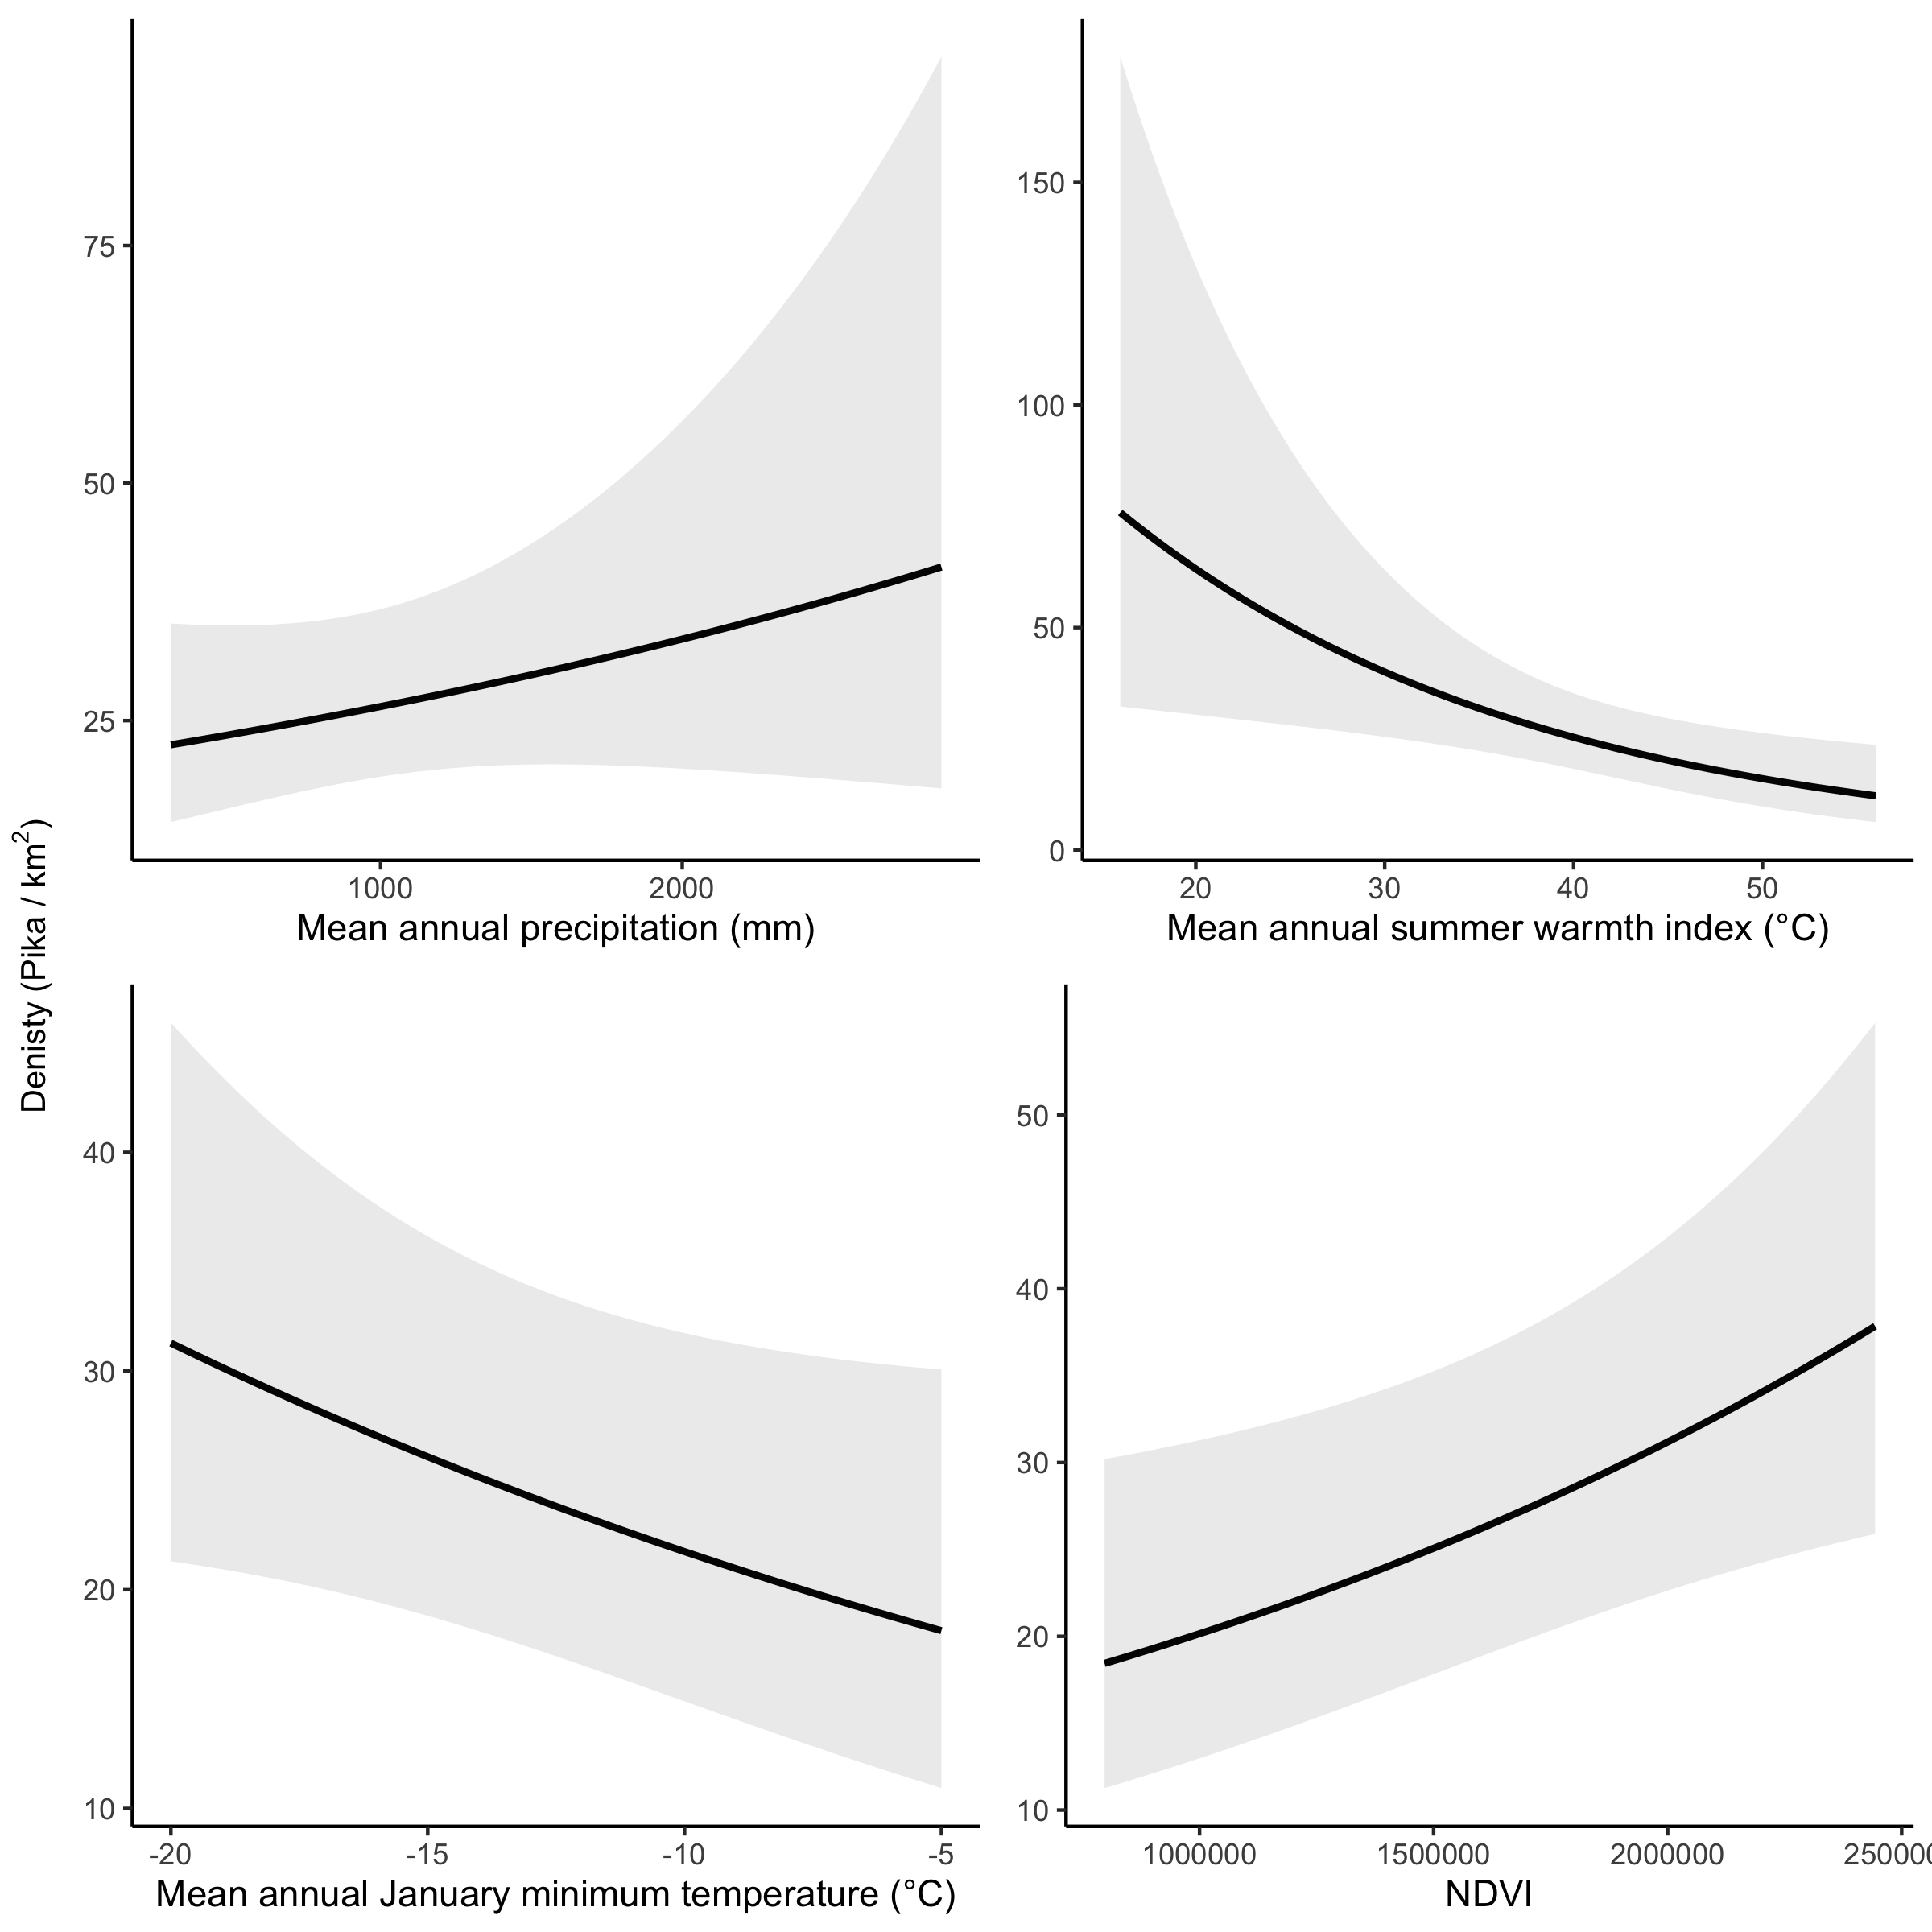 Denisty (Pika / km²)
75
50
25
1000 2000
Mean annual precipitation (mm)
150
100
50
0
20 30 40 50
Mean annual summer warmth index (°C)
40
30
20
10
-20 -15 -10 -5
Mean annual January minimum temperature (°C)
50
40
30
20
10
1000000 1500000 2000000
NDVI